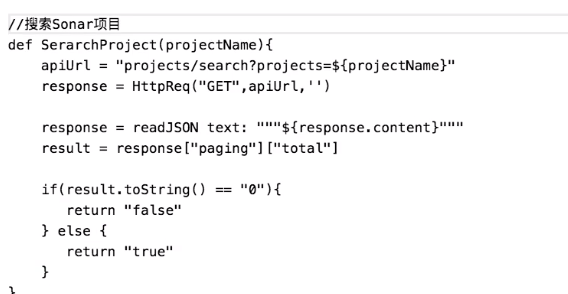 //搜索Sonar项目
def SerarchProject(projectName){
    apiUrl = "projects/search?projects=${projectName}"
    response = HttpReq("GET",apiUrl,'')

    response = readJSON text: """${response.content}"""
    result = response["paging"]["total"]

    if(result.toString() == "0"){
       return "false"
    } else {
       return "true"
    }
}